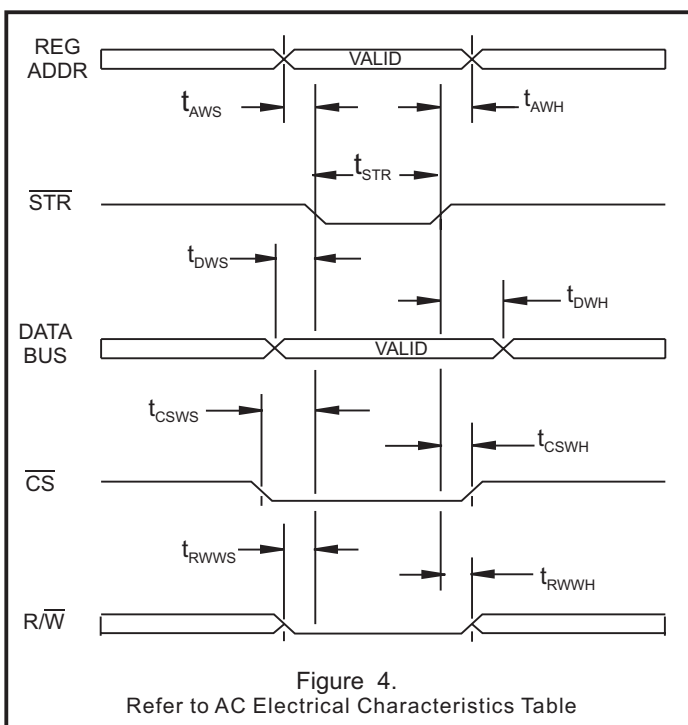 REG
ADDR
VALID
tAWS
tAWH
tSTR
STR
tDWS
tDWH
DATA
BUS
VALID
tCSWS
tCSWH
CS
tRWWS
tRWWH
R/W
Figure 4.
Refer to AC Electrical Characteristics Table